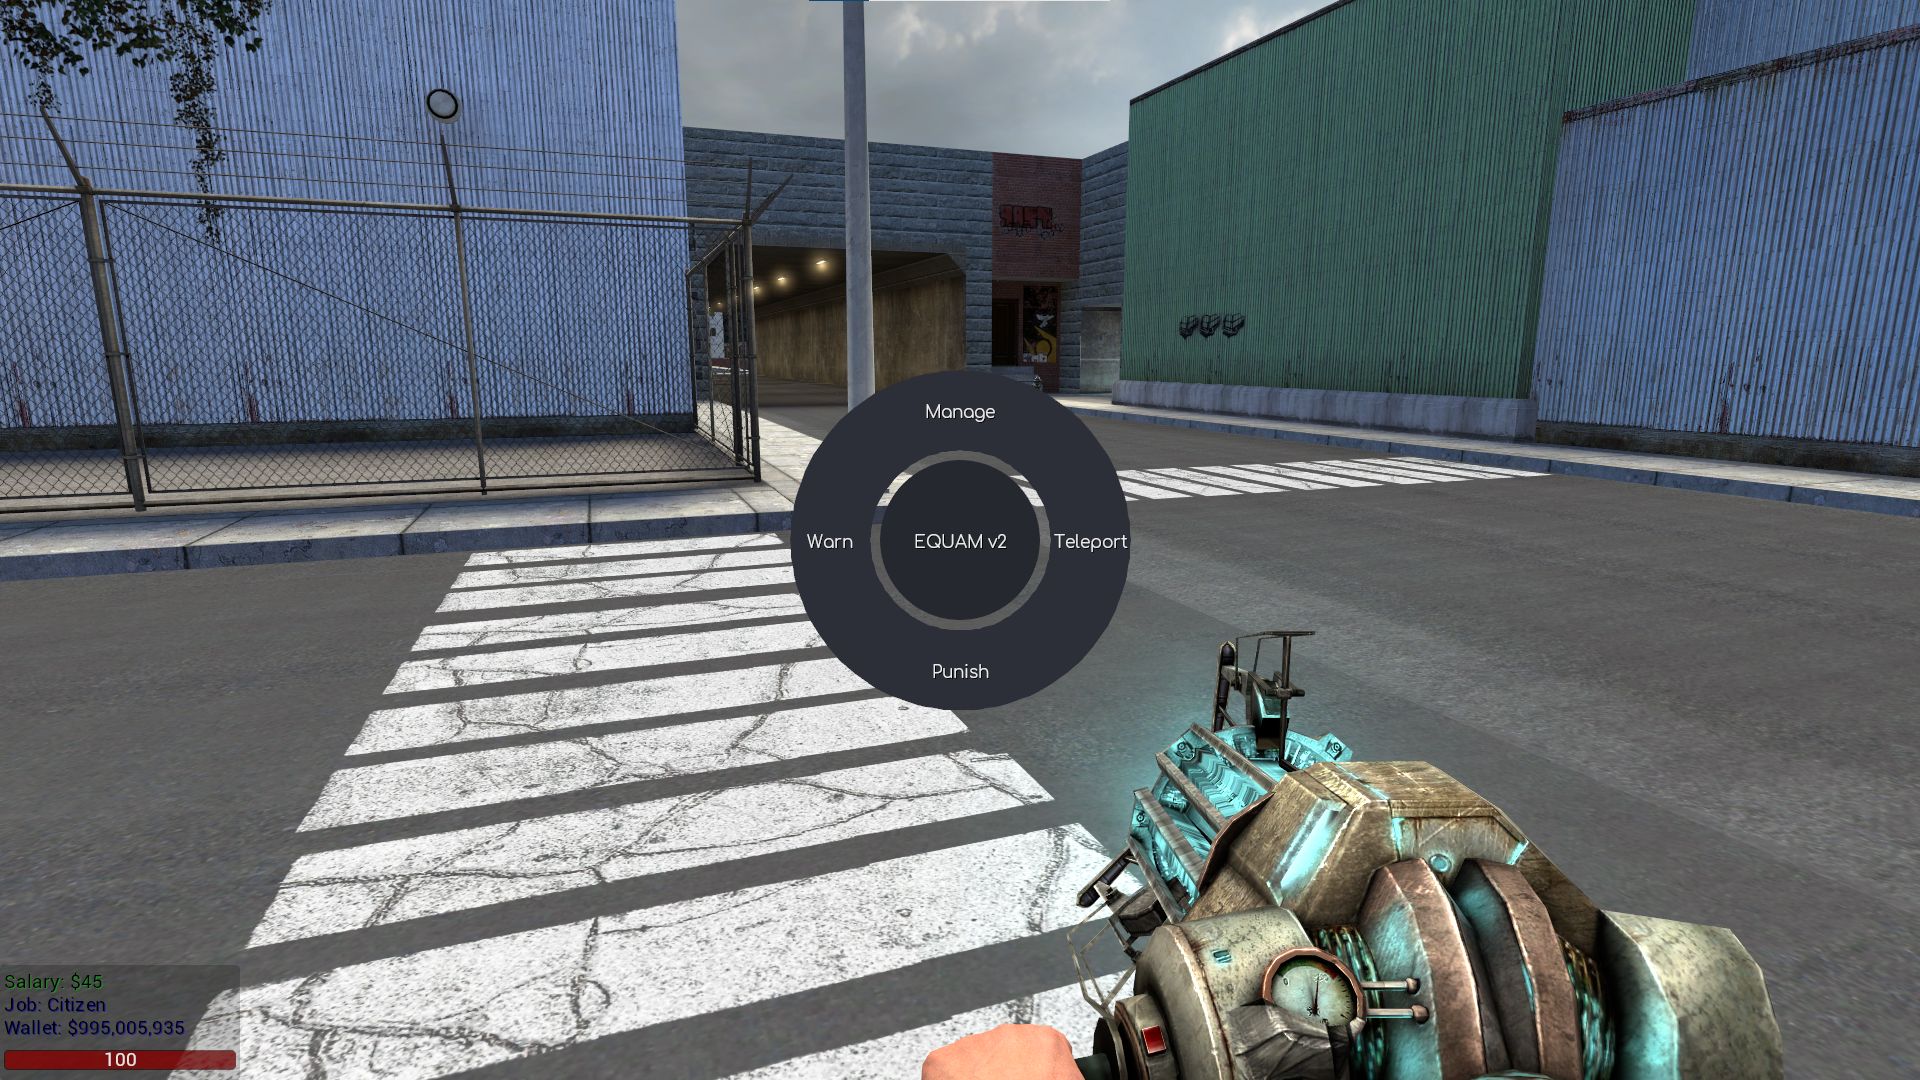 Manage
Warn
EQUAM v2
Teleport
Punish
Salary: $45
Job: Citizen
Wallet: $995,005,935
100